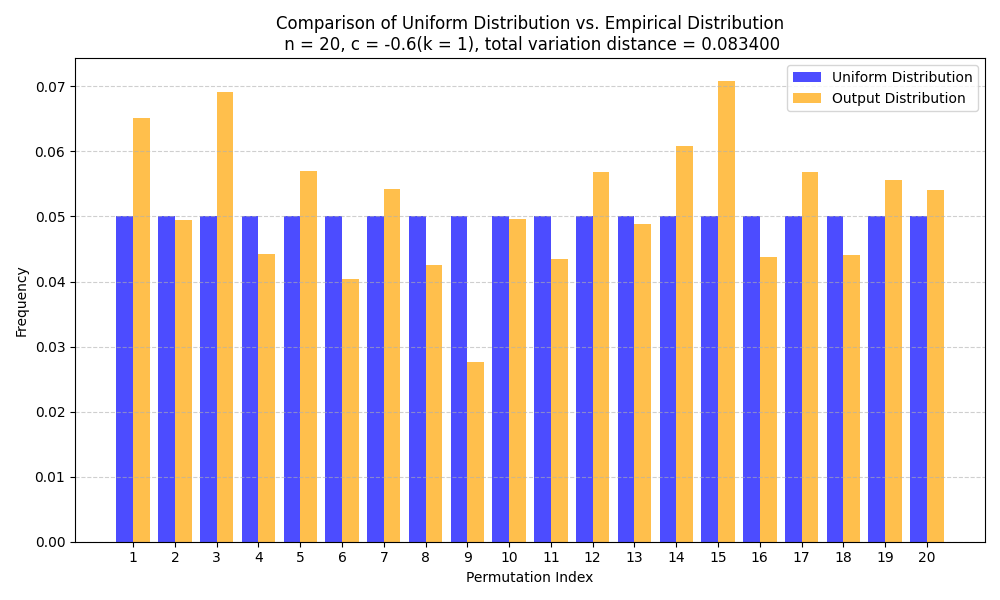 Comparison of Uniform Distribution vs. Empirical Distribution
n = 20, c = -0.6(k = 1), total variation distance = 0.083400
Uniform Distribution
Output Distribution
Frequency
0.07
0.06
0.05
0.04
0.03
0.02
0.01
0.00
1 2 3 4 5 6 7 8 9 10 11 12 13 14 15 16 17 18 19 20
Permutation Index